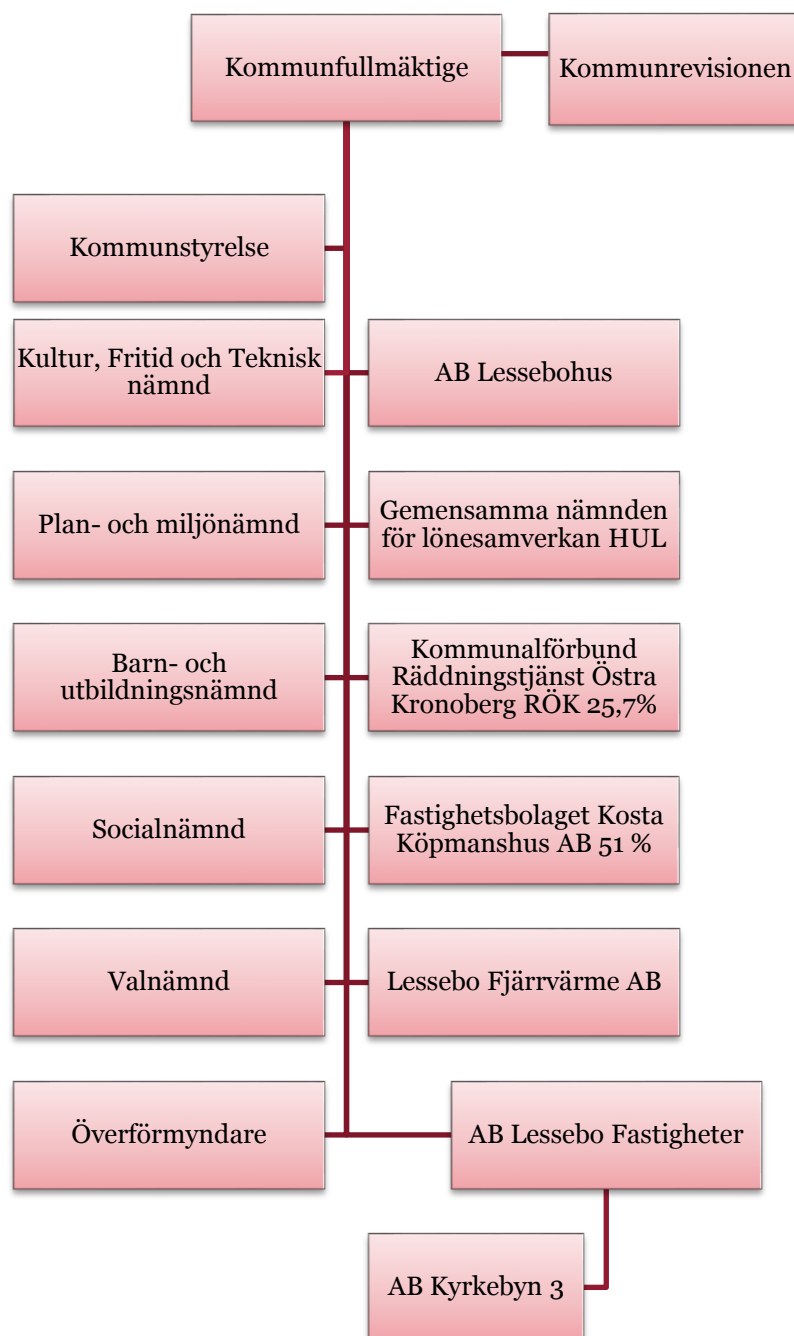 Kommunfullmäktige
Kommunrevisionen
Kommunstyrelse
Kultur, Fritid och Teknisk
nämnd
AB Lessebohus
Plan- och miljönämnd
Gemensamma nämnden
för lönesamverkan HUL
Barn- och
utbildningsnämnd
Kommunalförbund
Räddningstjänst Östra
Kronoberg RÖK 25,7%
Socialnämnd
Fastighetsbolaget Kosta
Köpmanshus AB 51 %
Valnämnd
Lessebo Fjärrvärme AB
Överförmyndare
AB Lessebo Fastigheter
AB Kyrkebyn 3